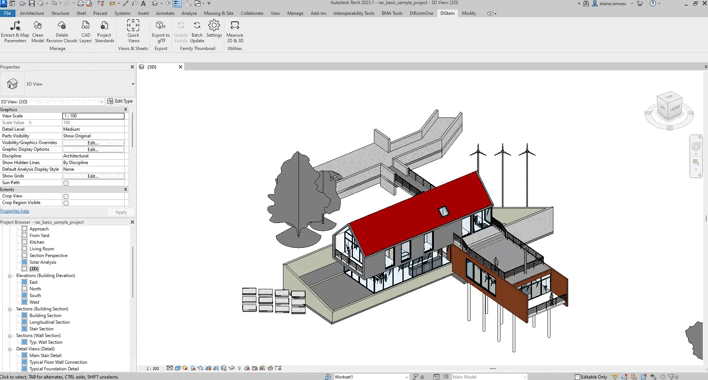 Autodesk Revit 2023.1 - rac_basic_sample_project - 3D View: {3D}
elaine.simoes
File Architecture Structure Steel Precast Systems Insert Annotate Analyze Massing & Site Collaborate View Manage Add-Ins Interoperability Tools BIMA Tools DiRootsOne DiStem Modify
Extract & Map Parameters
Clean Model
Delete Revision Clouds
CAD Layers
Project Standards
Quick Views
Export to glTF
Update Family
Batch Update
Settings
Measure 2D & 3D
Manage Views & Sheets Export Family Thumbnail Utilities
Properties
{3D}
3D View
3D View: {3D} Edit Type
Graphics
View Scale 1 : 100
Scale Value 1: 100
Detail Level Medium
Parts Visibility Show Original
Visibility/Graphics Overrides Edit...
Graphic Display Options Edit...
Discipline Architectural
Show Hidden Lines By Discipline
Default Analysis Display Style None
Show Grids Edit...
Sun Path
Extents
Crop View
Crop Region Visible
Properties help Apply
Project Browser - rac_basic_sample_project
Approach
From Yard
Kitchen
Living Room
Section Perspective
Solar Analysis
{3D}
Elevations (Building Elevation)
East
North
South
West
Sections (Building Section)
Building Section
Longitudinal Section
Stair Section
Sections (Wall Section)
Typ. Wall Section
Detail Views (Detail)
Main Stair Detail
Typical Floor Wall Connection
Typical Foundation Detail
1 : 100
Click to select, TAB for alternates, CTRL adds, SHIFT unselects.
Workset1
Main Model
Editable Only